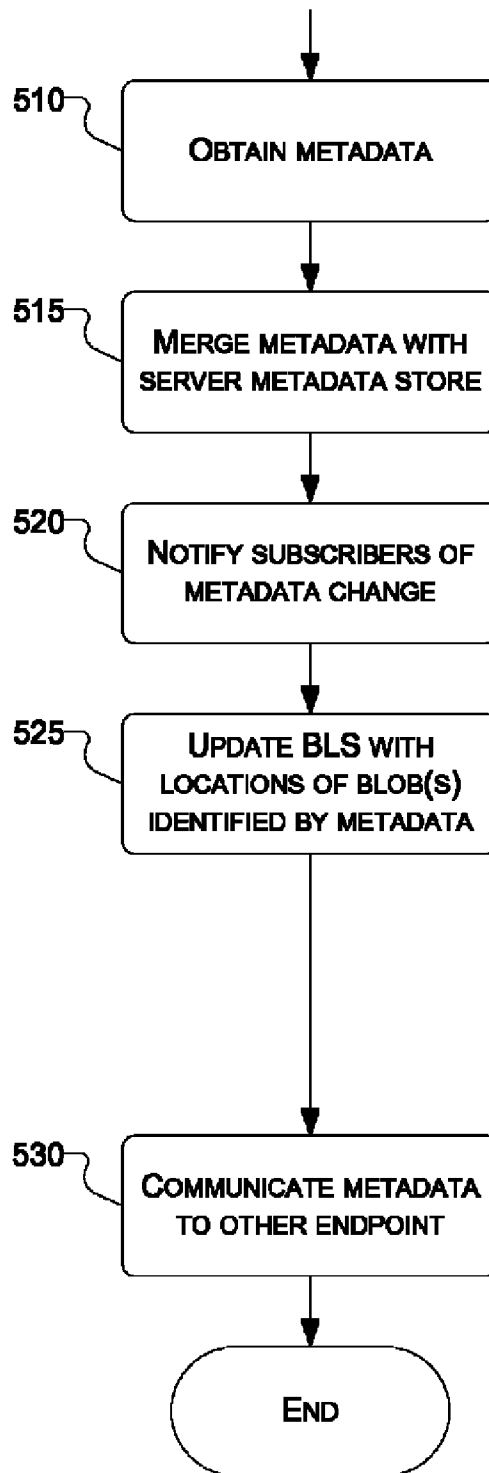 510
OBTAIN METADATA
515
MERGE METADATA WITH
SERVER METADATA STORE
520
NOTIFY SUBSCRIBERS OF
METADATA CHANGE
525
UPDATE BLS WITH
LOCATIONS OF BLOB(S)
IDENTIFIED BY METADATA
530
COMMUNICATE METADATA
TO OTHER ENDPOINT
END